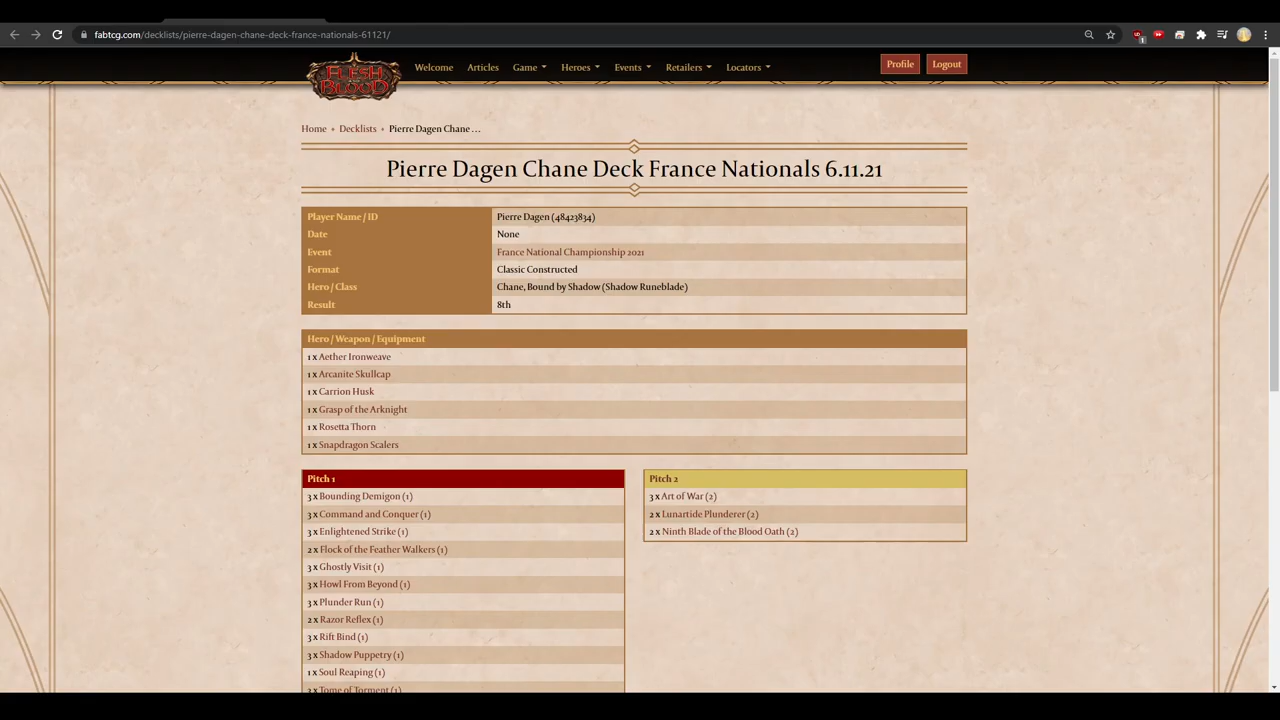 fabtcg.com/decklists/pierre-dagen-chane-deck-france-nationals-61121/
1
FLESH
BLOOD
Welcome Articles Game Heroes Events Retailers Locators
Profile Logout
Home • Decklists • Pierre Dagen Chane ...
Pierre Dagen Chane Deck France Nationals 6.11.21
Player Name / ID Pierre Dagen (48423834)
Date None
Event France National Championship 2021
Format Classic Constructed
Hero / Class Chane, Bound by Shadow (Shadow Runeblade)
Result 8th
Hero / Weapon / Equipment
1 x Aether Ironweave
1 x Arcanite Skullcap
1 x Carrion Husk
1 x Grasp of the Arknight
1 x Rosetta Thorn
1 x Snapdragon Scalers
Pitch 1
3 x Bounding Demigon (1)
3 x Command and Conquer (1)
3 x Enlightened Strike (1)
2 x Flock of the Feather Walkers (1)
3 x Ghostly Visit (1)
3 x Howl From Beyond (1)
3 x Plunder Run (1)
2 x Razor Reflex (1)
3 x Rift Bind (1)
3 x Shadow Puppetry (1)
1 x Soul Reaping (1)
x Tome of Torment (1)
Pitch 2
3 x Art of War (2)
2 x Lunartide Plunderer (2)
2 x Ninth Blade of the Blood Oath (2)